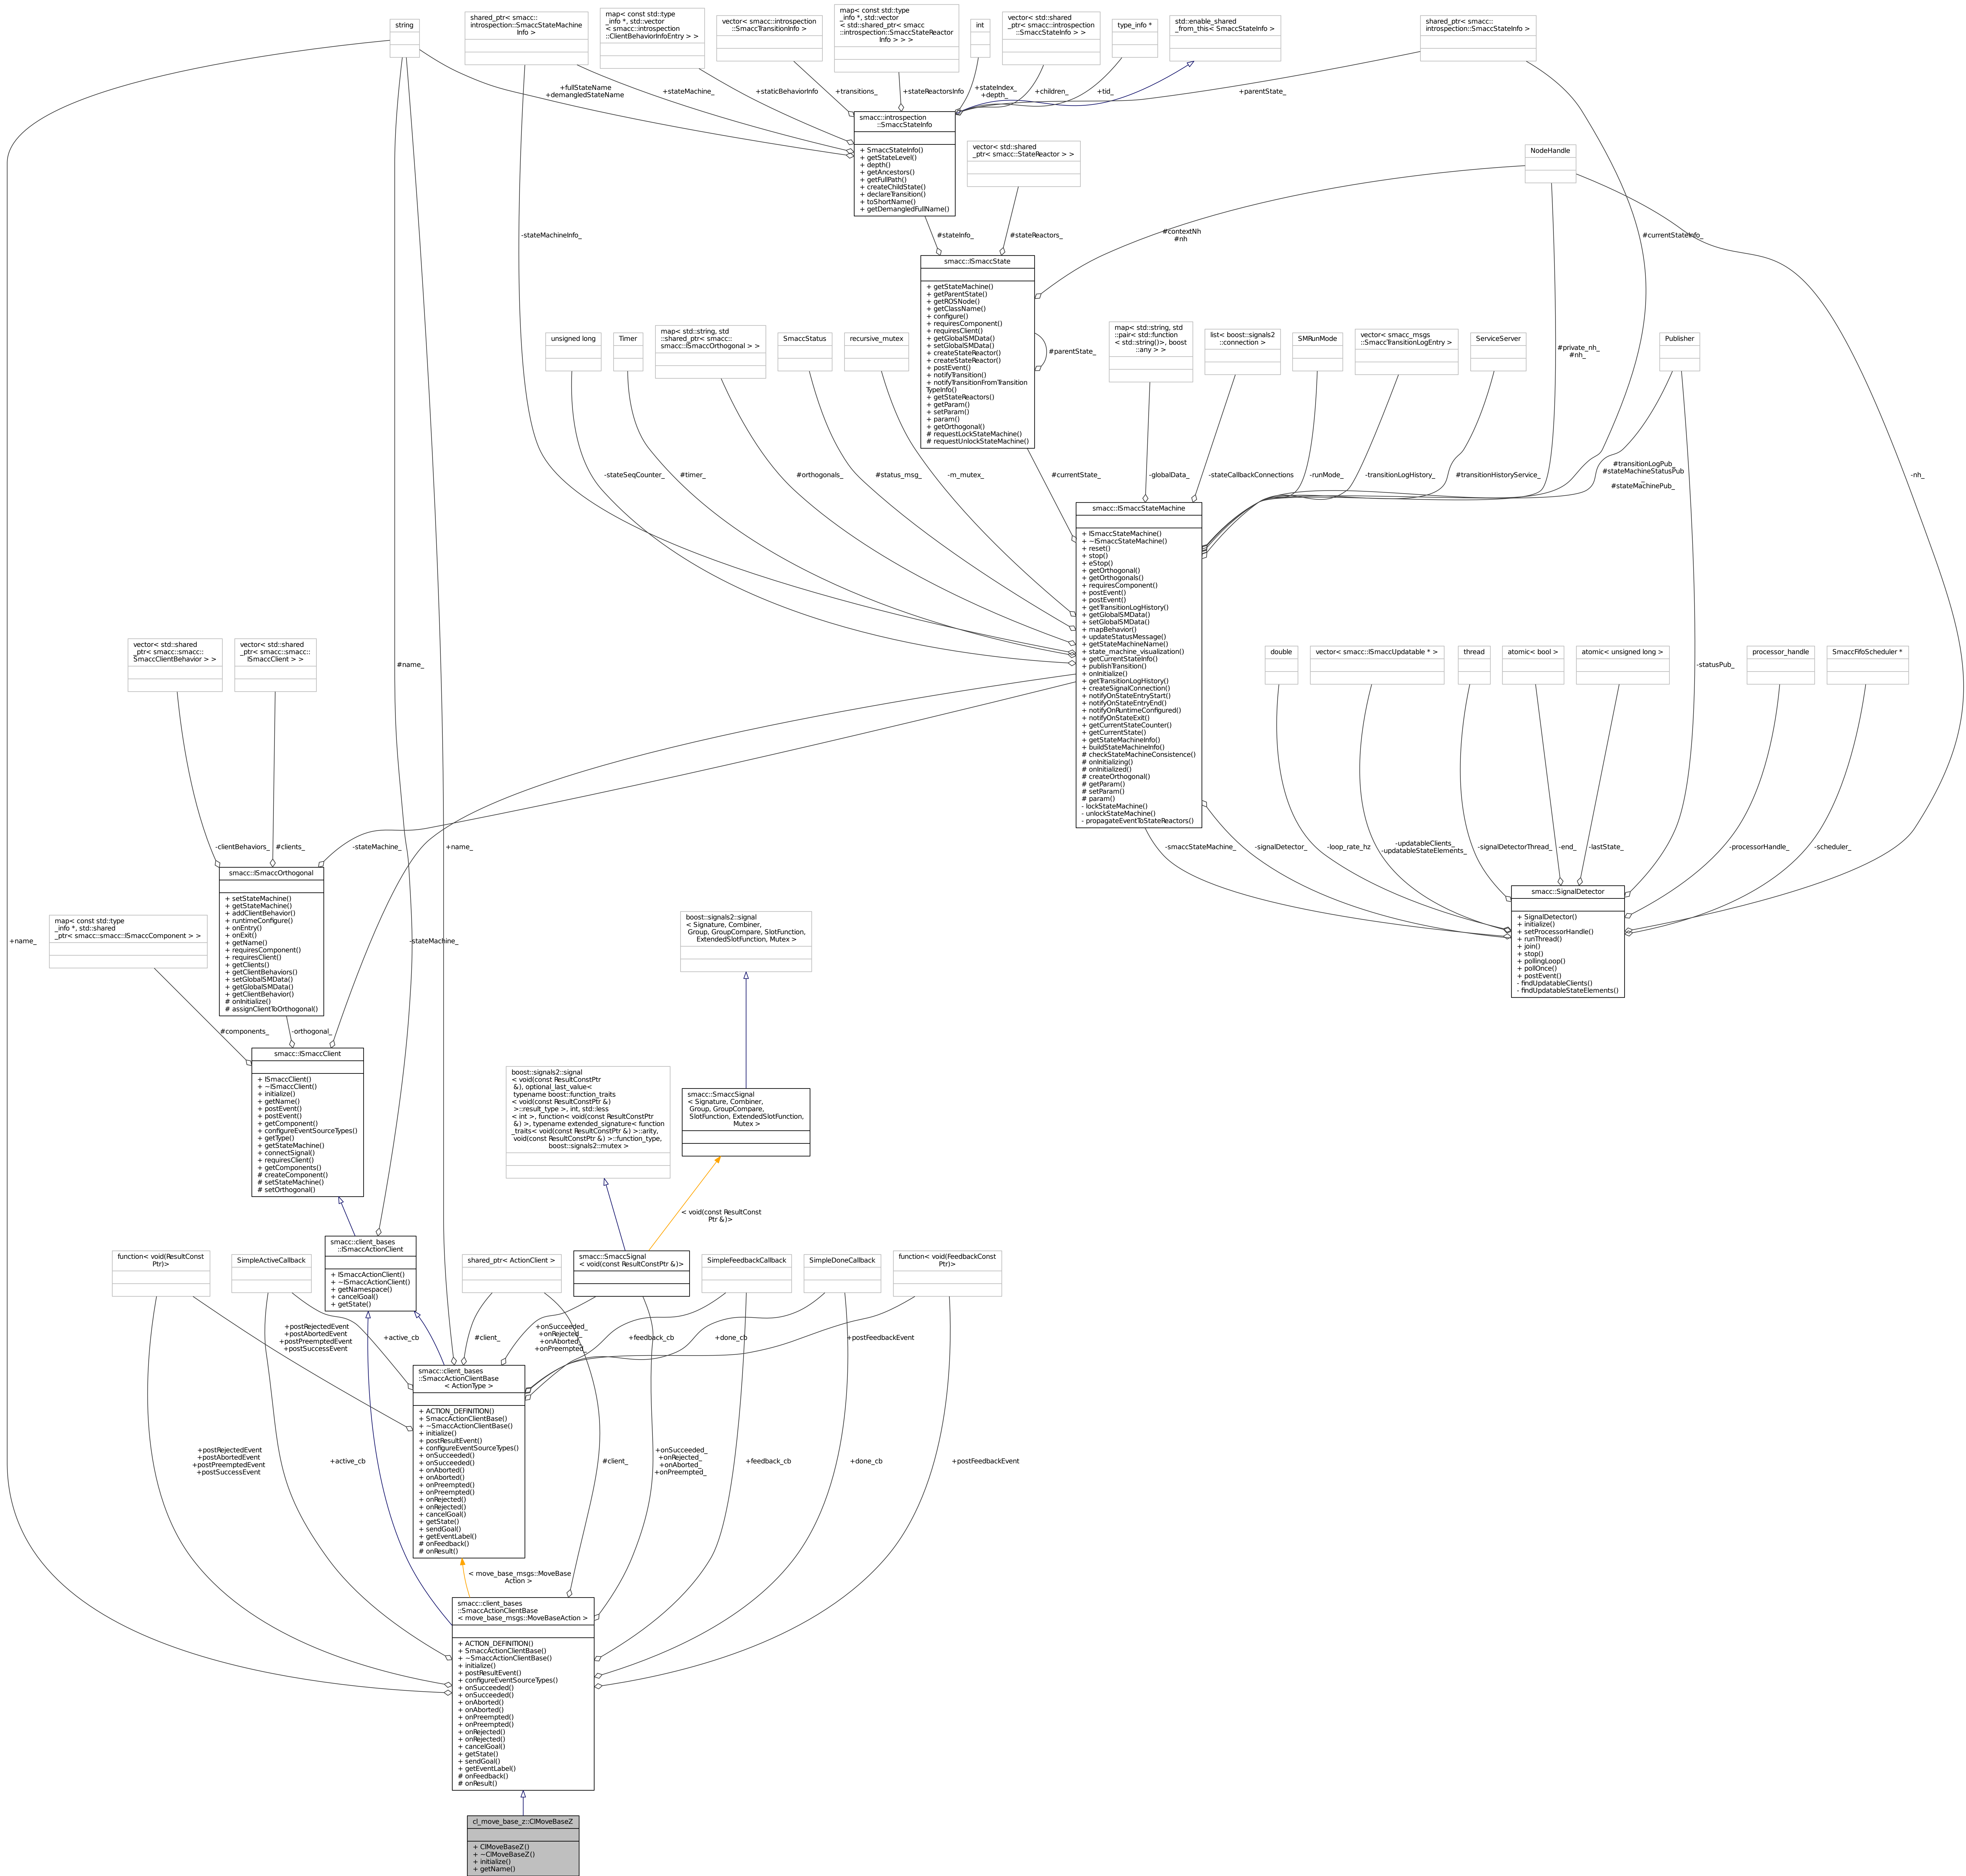 string
shared_ptr< smacc::
introspection::SmaccStateMachine
Info >
map< const std::type
_info *, std::vector
< smacc::introspection
::ClientBehaviorInfoEntry > >
vector< smacc::introspection
::SmaccTransitionInfo >
map< const std::type
_info *, std::vector
< std::shared_ptr< smacc
::introspection::SmaccStateReactor
Info > > >
int
vector< std::shared
_ptr< smacc::introspection
::SmaccStateInfo > >
type_info *
std::enable_shared
_from_this< SmaccStateInfo >
shared_ptr< smacc::
introspection::SmaccStateInfo >
+fullStateName
+demangledStateName
+stateMachine_
+staticBehaviorInfo
+transitions_
+stateReactorsInfo
+stateIndex_
+depth_
+children_
+tid_
+parentState_
smacc::introspection
::SmaccStateInfo
+ SmaccStateInfo()
+ getStateLevel()
+ depth()
+ getAncestors()
+ getFullPath()
+ createChildState()
+ declareTransition()
+ toShortName()
+ getDemangledFullName()
vector< std::shared
_ptr< smacc::StateReactor > >
NodeHandle
-stateMachineInfo_
#stateInfo_
#stateReactors_
#contextNh
#nh
#currentStateInfo_
smacc::ISmaccState
+ getStateMachine()
+ getParentState()
+ getROSNode()
+ getClassName()
+ configure()
+ requiresComponent()
+ requiresClient()
+ getGlobalSMData()
+ setGlobalSMData()
+ createStateReactor()
+ createStateReactor()
+ postEvent()
+ notifyTransition()
+ notifyTransitionFromTransition
TypeInfo()
+ getStateReactors()
+ getParam()
+ setParam()
+ param()
+ getOrthogonal()
# requestLockStateMachine()
# requestUnlockStateMachine()
#parentState_
unsigned long
Timer
map< std::string, std
::shared_ptr< smacc::
smacc::ISmaccOrthogonal > >
SmaccStatus
recursive_mutex
map< std::string, std
::pair< std::function
< std::string()>, boost
::any > >
list< boost::signals2
::connection >
SMRunMode
vector< smacc_msgs
::SmaccTransitionLogEntry >
ServiceServer
#private_nh_
#nh_
Publisher
-stateSeqCounter_
#timer_
#orthogonals_
#status_msg_
-m_mutex_
#currentState_
-globalData_
-stateCallbackConnections
-runMode_
-transitionLogHistory_
#transitionHistoryService_
#transitionLogPub_
#stateMachineStatusPub
_
#stateMachinePub_
-nh_
smacc::ISmaccStateMachine
+ ISmaccStateMachine()
+ ~ISmaccStateMachine()
+ reset()
+ stop()
+ eStop()
+ getOrthogonal()
+ getOrthogonals()
+ requiresComponent()
+ postEvent()
+ postEvent()
+ getTransitionLogHistory()
+ getGlobalSMData()
+ setGlobalSMData()
+ mapBehavior()
+ updateStatusMessage()
+ getStateMachineName()
+ state_machine_visualization()
+ getCurrentStateInfo()
+ publishTransition()
+ onInitialize()
+ getTransitionLogHistory()
+ createSignalConnection()
+ notifyOnStateEntryStart()
+ notifyOnStateEntryEnd()
+ notifyOnRuntimeConfigured()
+ notifyOnStateExit()
+ getCurrentStateCounter()
+ getCurrentState()
+ getStateMachineInfo()
+ buildStateMachineInfo()
# checkStateMachineConsistence()
# onInitializing()
# onInitialized()
# createOrthogonal()
# getParam()
# setParam()
# param()
- lockStateMachine()
- unlockStateMachine()
- propagateEventToStateReactors()
vector< std::shared
_ptr< smacc::smacc::
SmaccClientBehavior > >
vector< std::shared
_ptr< smacc::smacc::
ISmaccClient > >
#name_
double
vector< smacc::ISmaccUpdatable * >
thread
atomic< bool >
atomic< unsigned long >
-statusPub_
processor_handle
SmaccFifoScheduler *
-clientBehaviors_
#clients_
-stateMachine_
+name_
-smaccStateMachine_
-signalDetector_
-loop_rate_hz
-updatableClients_
-updatableStateElements_
-signalDetectorThread_
-end_
-lastState_
-processorHandle_
-scheduler_
smacc::ISmaccOrthogonal
+ setStateMachine()
+ getStateMachine()
+ addClientBehavior()
+ runtimeConfigure()
+ onEntry()
+ onExit()
+ getName()
+ requiresComponent()
+ requiresClient()
+ getClients()
+ getClientBehaviors()
+ setGlobalSMData()
+ getGlobalSMData()
+ getClientBehavior()
# onInitialize()
# assignClientToOrthogonal()
smacc::SignalDetector
+ SignalDetector()
+ initialize()
+ setProcessorHandle()
+ runThread()
+ join()
+ stop()
+ pollingLoop()
+ pollOnce()
+ postEvent()
- findUpdatableClients()
- findUpdatableStateElements()
map< const std::type
_info *, std::shared
_ptr< smacc::smacc::ISmaccComponent > >
+name_
-stateMachine_
boost::signals2::signal
< Signature, Combiner,
Group, GroupCompare, SlotFunction,
ExtendedSlotFunction, Mutex >
#components_
-orthogonal_
smacc::ISmaccClient
+ ISmaccClient()
+ ~ISmaccClient()
+ initialize()
+ getName()
+ postEvent()
+ postEvent()
+ getComponent()
+ configureEventSourceTypes()
+ getType()
+ getStateMachine()
+ connectSignal()
+ requiresClient()
+ getComponents()
# createComponent()
# setStateMachine()
# setOrthogonal()
boost::signals2::signal
< void(const ResultConstPtr
&), optional_last_value<
typename boost::function_traits
< void(const ResultConstPtr &)
>::result_type >, int, std::less
< int >, function< void(const ResultConstPtr
&) >, typename extended_signature< function
_traits< void(const ResultConstPtr &) >::arity,
void(const ResultConstPtr &) >::function_type,
boost::signals2::mutex >
smacc::SmaccSignal
< Signature, Combiner,
Group, GroupCompare,
SlotFunction, ExtendedSlotFunction,
Mutex >
< void(const ResultConst
Ptr &)>
function< void(ResultConst
Ptr)>
SimpleActiveCallback
smacc::client_bases
::ISmaccActionClient
+ ISmaccActionClient()
+ ~ISmaccActionClient()
+ getNamespace()
+ cancelGoal()
+ getState()
shared_ptr< ActionClient >
smacc::SmaccSignal
< void(const ResultConstPtr &)>
SimpleFeedbackCallback
SimpleDoneCallback
function< void(FeedbackConst
Ptr)>
+postRejectedEvent
+postAbortedEvent
+postPreemptedEvent
+postSuccessEvent
+active_cb
#client_
+onSucceeded_
+onRejected_
+onAborted_
+onPreempted_
+feedback_cb
+done_cb
+postFeedbackEvent
smacc::client_bases
::SmaccActionClientBase
< ActionType >
+ ACTION_DEFINITION()
+ SmaccActionClientBase()
+ ~SmaccActionClientBase()
+ initialize()
+ postResultEvent()
+ configureEventSourceTypes()
+ onSucceeded()
+ onSucceeded()
+ onAborted()
+ onAborted()
+ onPreempted()
+ onPreempted()
+ onRejected()
+ onRejected()
+ cancelGoal()
+ getState()
+ sendGoal()
+ getEventLabel()
# onFeedback()
# onResult()
+postRejectedEvent
+postAbortedEvent
+postPreemptedEvent
+postSuccessEvent
+active_cb
#client_
+onSucceeded_
+onRejected_
+onAborted_
+onPreempted_
+feedback_cb
+done_cb
+postFeedbackEvent
< move_base_msgs::MoveBase
Action >
smacc::client_bases
::SmaccActionClientBase
< move_base_msgs::MoveBaseAction >
+ ACTION_DEFINITION()
+ SmaccActionClientBase()
+ ~SmaccActionClientBase()
+ initialize()
+ postResultEvent()
+ configureEventSourceTypes()
+ onSucceeded()
+ onSucceeded()
+ onAborted()
+ onAborted()
+ onPreempted()
+ onPreempted()
+ onRejected()
+ onRejected()
+ cancelGoal()
+ getState()
+ sendGoal()
+ getEventLabel()
# onFeedback()
# onResult()
cl_move_base_z::ClMoveBaseZ
+ ClMoveBaseZ()
+ ~ClMoveBaseZ()
+ initialize()
+ getName()